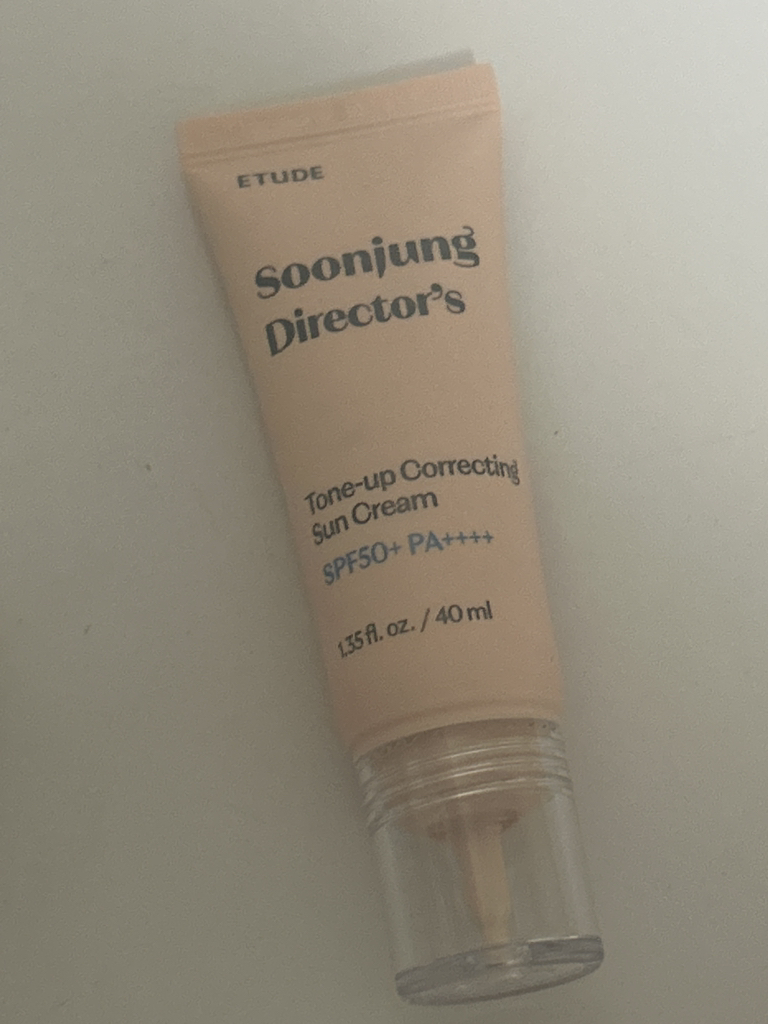 ETUDE
Soonjung
Director's
Tone-up Correcting
Sun Cream
SPF50+ PA++++
1.35 fl. oz. / 40 ml